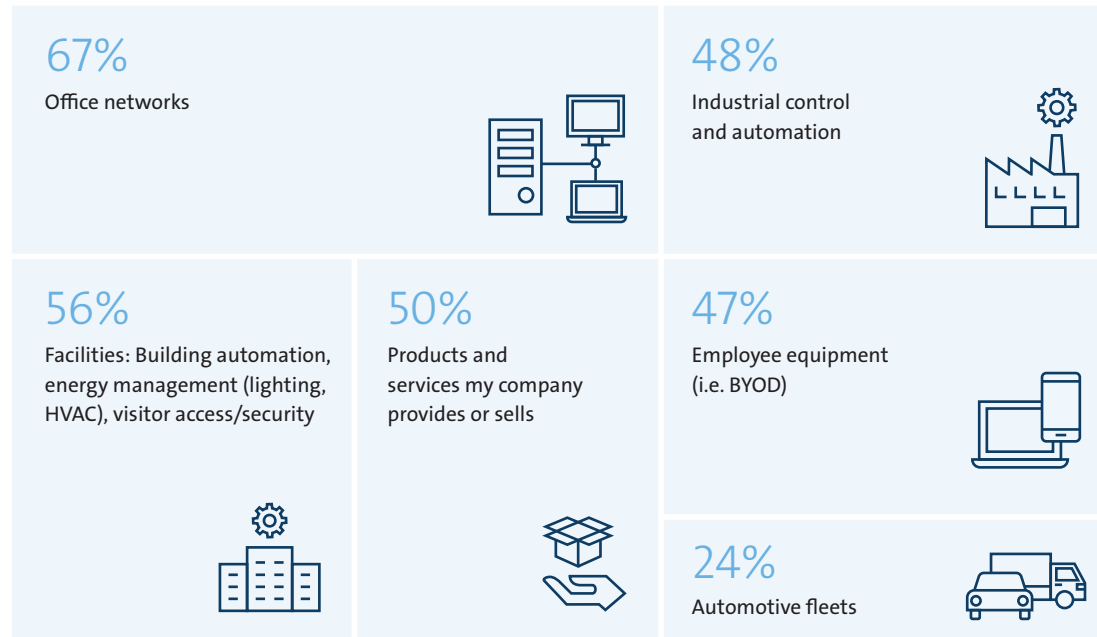 67%
Office networks
48%
Industrial control
and automation
56%
Facilities: Building automation,
energy management (lighting,
HVAC), visitor access/security
50%
Products and
services my company
provides or sells
47%
Employee equipment
(i.e. BYOD)
24%
Automotive fleets